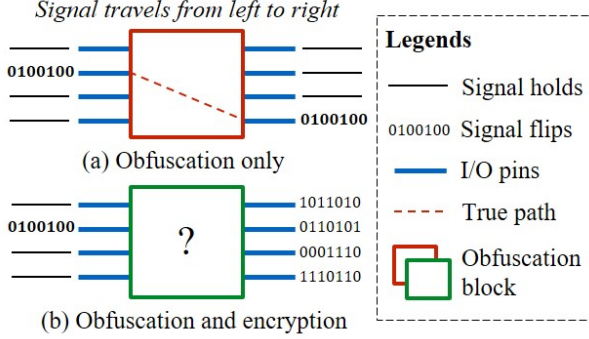 Signal travels from left to right
0100100
0100100
(a) Obfuscation only
0100100
?
1011010
0110101
0001110
1110110
(b) Obfuscation and encryption
Legends
Signal holds
0100100 Signal flips
I/O pins
True path
Obfuscation
block